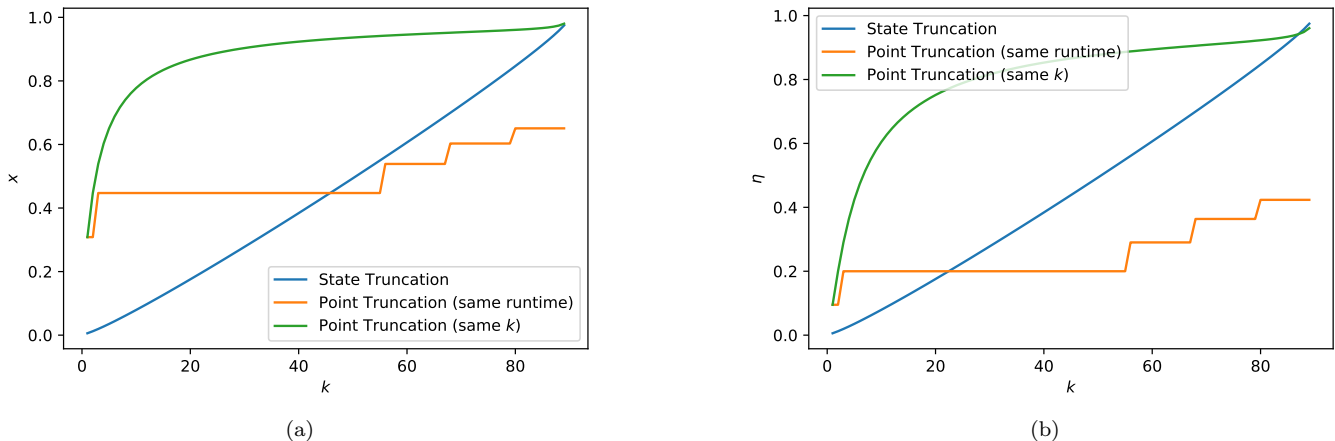 1.0
0.8
0.6
0.4
0.2
0.0
x
0 20 40 60 80
k
State Truncation
Point Truncation (same runtime)
Point Truncation (same k)
(a)
1.0
0.8
0.6
0.4
0.2
0.0
η
0 20 40 60 80
k
State Truncation
Point Truncation (same runtime)
Point Truncation (same k)
(b)